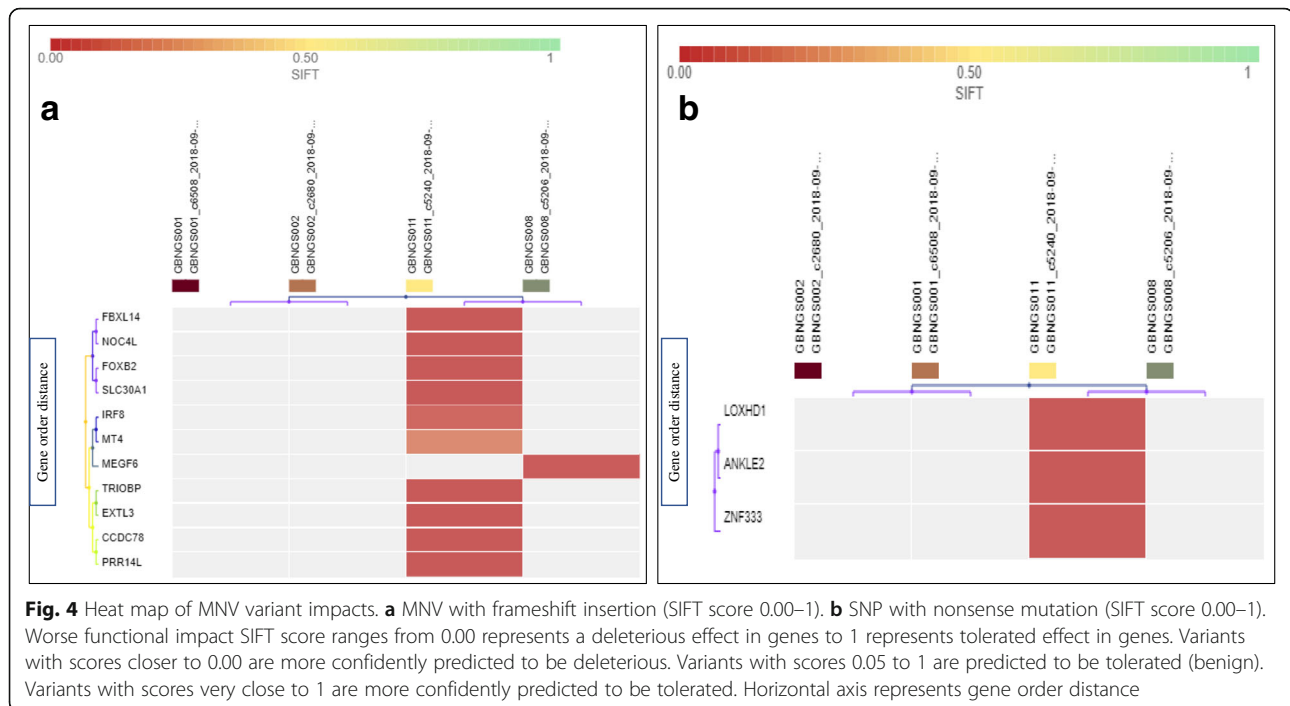 0.00 0.50 1
SIFT
a
GBNGS001
GBNGS001_c6508_2018-09-...
GBNGS002
GBNGS002_c2680_2018-09-...
GBNGS011
GBNGS011_c5240_2018-09-...
GBNGS008
GBNGS008_c5206_2018-09-...
Gene order distance
FBXL14
NOC4L
FOXB2
SLC30A1
IRF8
MT4
MEGF6
TRIOBP
EXTL3
CCDC78
PRR14L
0.00 0.50 1
SIFT
b
GBNGS002
GBNGS002_c2680_2018-09-...
GBNGS001
GBNGS001_c6508_2018-09-...
GBNGS011
GBNGS011_c5240_2018-09-...
GBNGS008
GBNGS008_c5206_2018-09-...
Gene order distance
LOXHD1
ANKLE2
ZNF333
Fig. 4 Heat map of MNV variant impacts. a MNV with frameshift insertion (SIFT score 0.00–1). b SNP with nonsense mutation (SIFT score 0.00–1).
Worse functional impact SIFT score ranges from 0.00 represents a deleterious effect in genes to 1 represents tolerated effect in genes. Variants
with scores closer to 0.00 are more confidently predicted to be deleterious. Variants with scores 0.05 to 1 are predicted to be tolerated (benign).
Variants with scores very close to 1 are more confidently predicted to be tolerated. Horizontal axis represents gene order distance